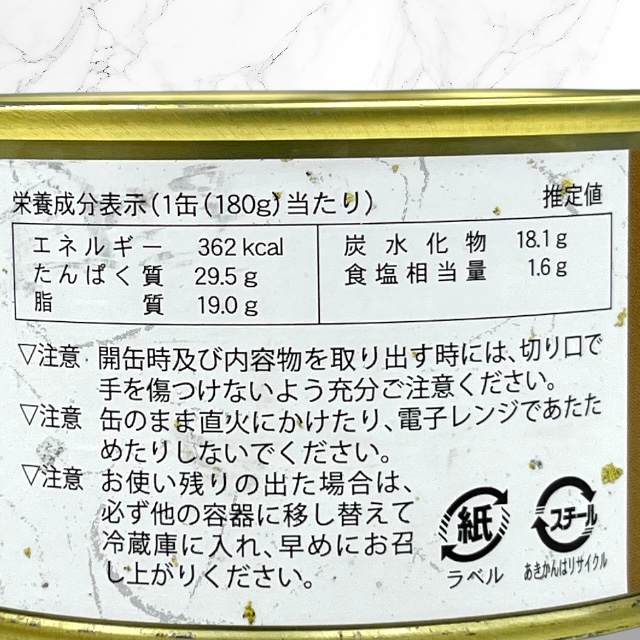 栄養成分表示(1缶(180g)当たり) 推定値
エネルギー 362kcal
たんぱく質 29.5g
脂質 19.0g
炭水化物 18.1g
食塩相当量 1.6g
▽注意 開缶時及び内容物を取り出す時には、切り口で
手を傷つけないよう充分ご注意ください。
▽注意 缶のまま直火にかけたり、電子レンジであたた
めたりしないでください。
▽注意 お使い残りの出た場合は、
必ず他の容器に移し替えて
冷蔵庫に入れ、早めにお召
し上がりください。
紙
ラベル
スチール
あきかんはリサイクル